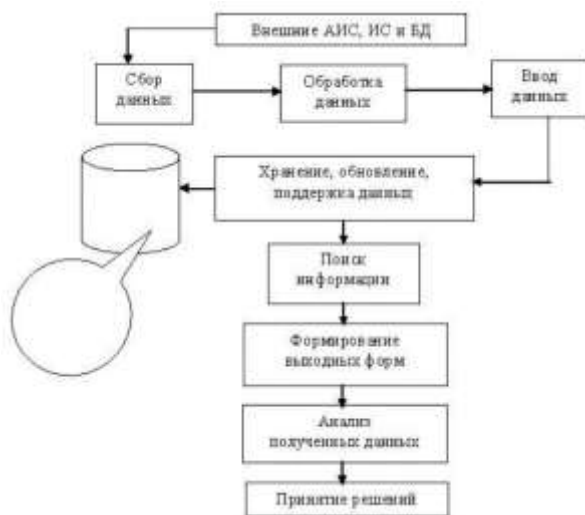 Внешние АИС, ИС и БД
Сбор
данных
Обработка
данных
Ввод
данных
Хранение, обновление,
поддержка данных
Поиск
информации
Формирование
выходных форм
Анализ
полученных данных
Принятие решений